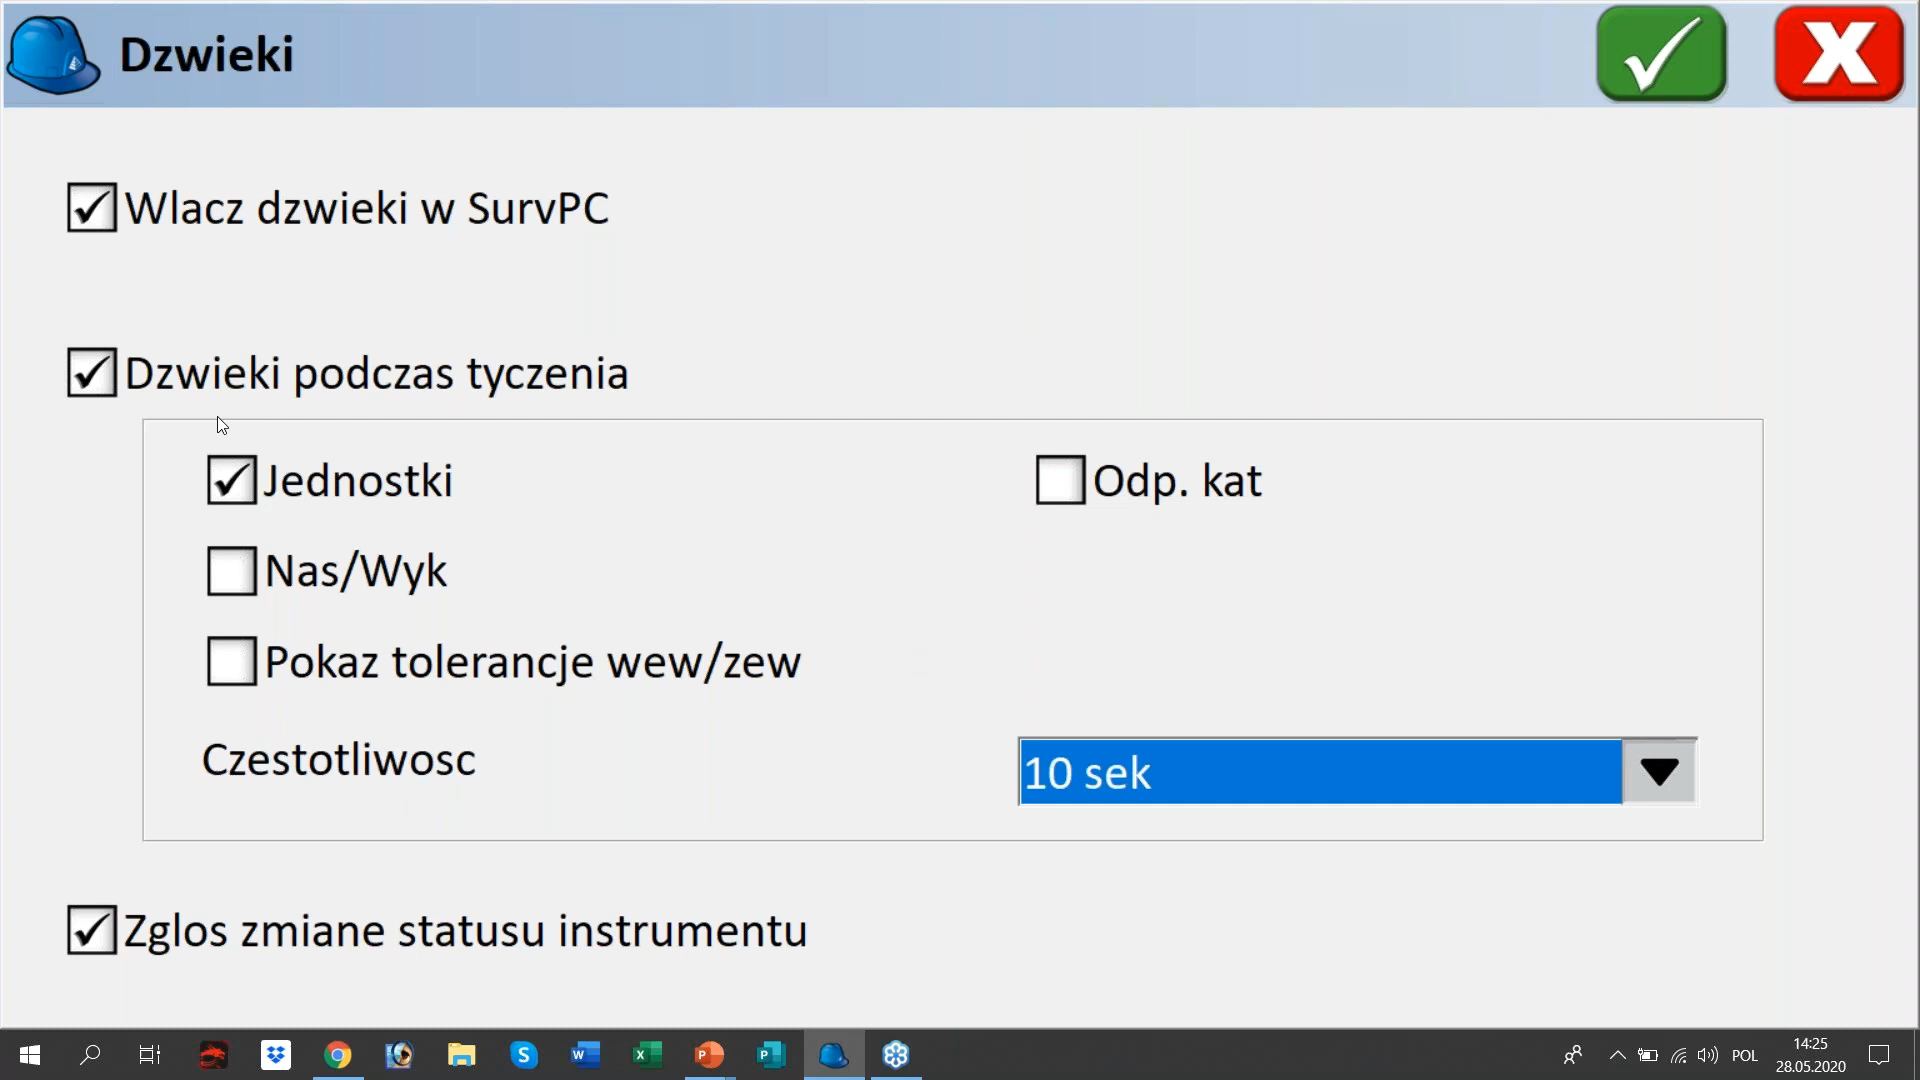 Dzwieki
Wlacz dzwieki w SurvPC
Dzwieki podczas tyczenia
Jednostki
Odp. kat
Nas/Wyk
Pokaz tolerancje wew/zew
Czestotliwosc
10 sek
Zglos zmiane statusu instrumentu
POL
14:25
28.05.2020